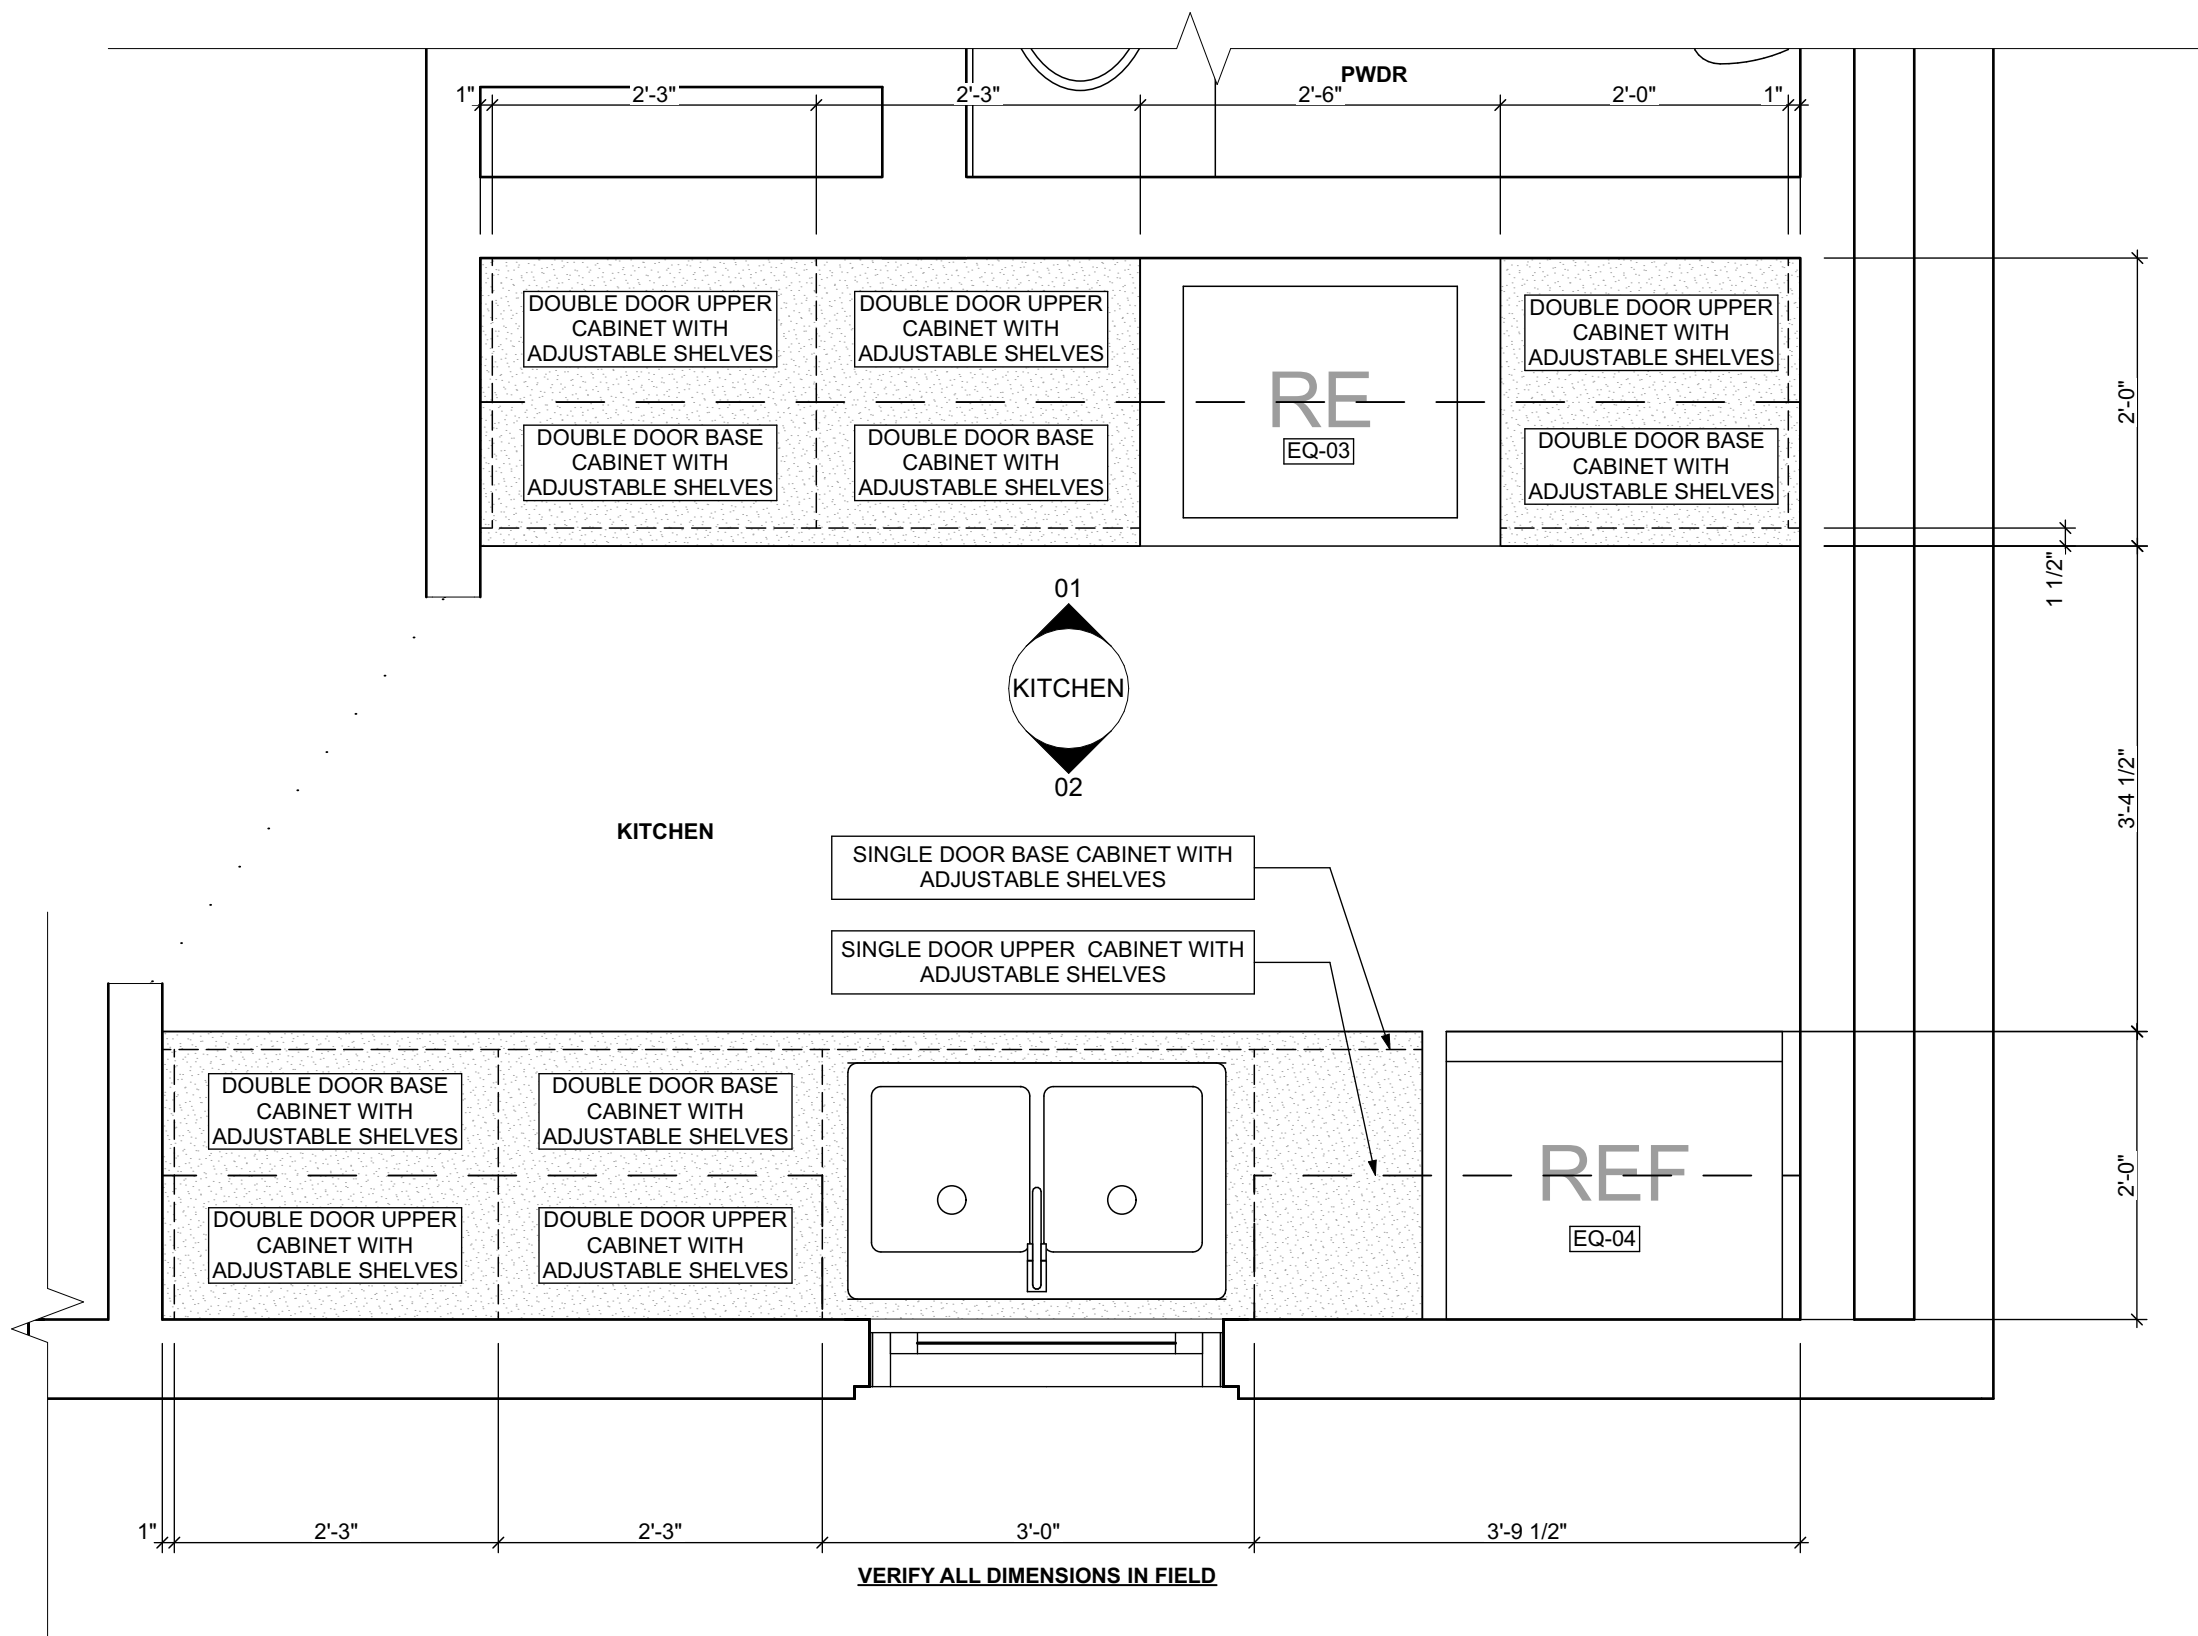 PWDR
1" 2'-3" 2'-3" 2'-6" 2'-0" 1"
DOUBLE DOOR UPPER
CABINET WITH
ADJUSTABLE SHELVES
DOUBLE DOOR UPPER
CABINET WITH
ADJUSTABLE SHELVES
DOUBLE DOOR UPPER
CABINET WITH
ADJUSTABLE SHELVES
RE
EQ-03
DOUBLE DOOR BASE
CABINET WITH
ADJUSTABLE SHELVES
DOUBLE DOOR BASE
CABINET WITH
ADJUSTABLE SHELVES
DOUBLE DOOR BASE
CABINET WITH
ADJUSTABLE SHELVES
2'-0"
1 1/2"
01
KITCHEN
02
3'-4 1/2"
KITCHEN
SINGLE DOOR BASE CABINET WITH
ADJUSTABLE SHELVES
SINGLE DOOR UPPER CABINET WITH
ADJUSTABLE SHELVES
DOUBLE DOOR BASE
CABINET WITH
ADJUSTABLE SHELVES
DOUBLE DOOR BASE
CABINET WITH
ADJUSTABLE SHELVES
REF
EQ-04
2'-0"
DOUBLE DOOR UPPER
CABINET WITH
ADJUSTABLE SHELVES
DOUBLE DOOR UPPER
CABINET WITH
ADJUSTABLE SHELVES
1" 2'-3" 2'-3" 3'-0" 3'-9 1/2"
VERIFY ALL DIMENSIONS IN FIELD